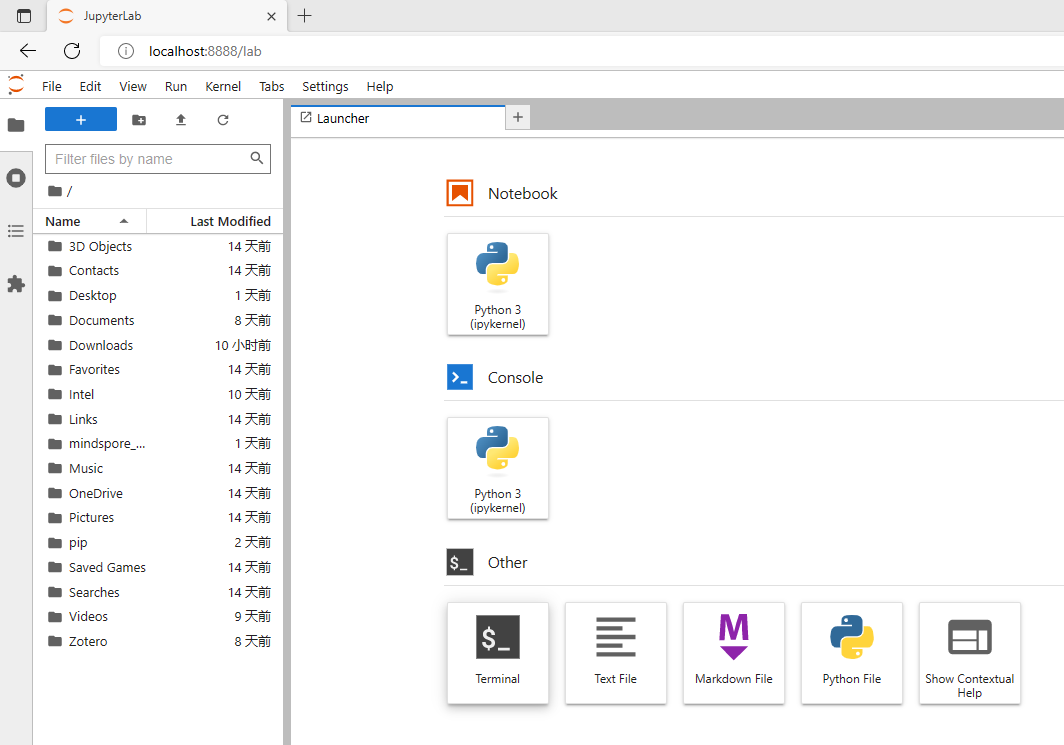 JupyterLab
localhost:8888/lab
File Edit View Run Kernel Tabs Settings Help
Launcher
Filter files by name
/
Name Last Modified
3D Objects 14 天前
Contacts 14 天前
Desktop 1 天前
Documents 8 天前
Downloads 10 小时前
Favorites 14 天前
Intel 10 天前
Links 14 天前
mindspore_... 1 天前
Music 14 天前
OneDrive 14 天前
Pictures 14 天前
pip 2 天前
Saved Games 14 天前
Searches 14 天前
Videos 9 天前
Zotero 8 天前
Notebook
Python 3
(ipykernel)
Console
Python 3
(ipykernel)
$_ Other
$_
Terminal
Text File
M
Markdown File
Python File
Show Contextual
Help